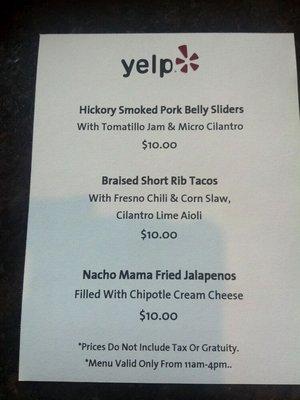 yelp
Hickory Smoked Pork Belly Sliders
With Tomatillo Jam & Micro Cilantro
$10.00
Braised Short Rib Tacos
With Fresno Chili & Corn Slaw,
Cilantro Lime Aioli
$10.00
Nacho Mama Fried Jalapenos
Filled With Chipotle Cream Cheese
$10.00
*Prices Do Not Include Tax Or Gratuity.
*Menu Valid Only From 11am-4pm..